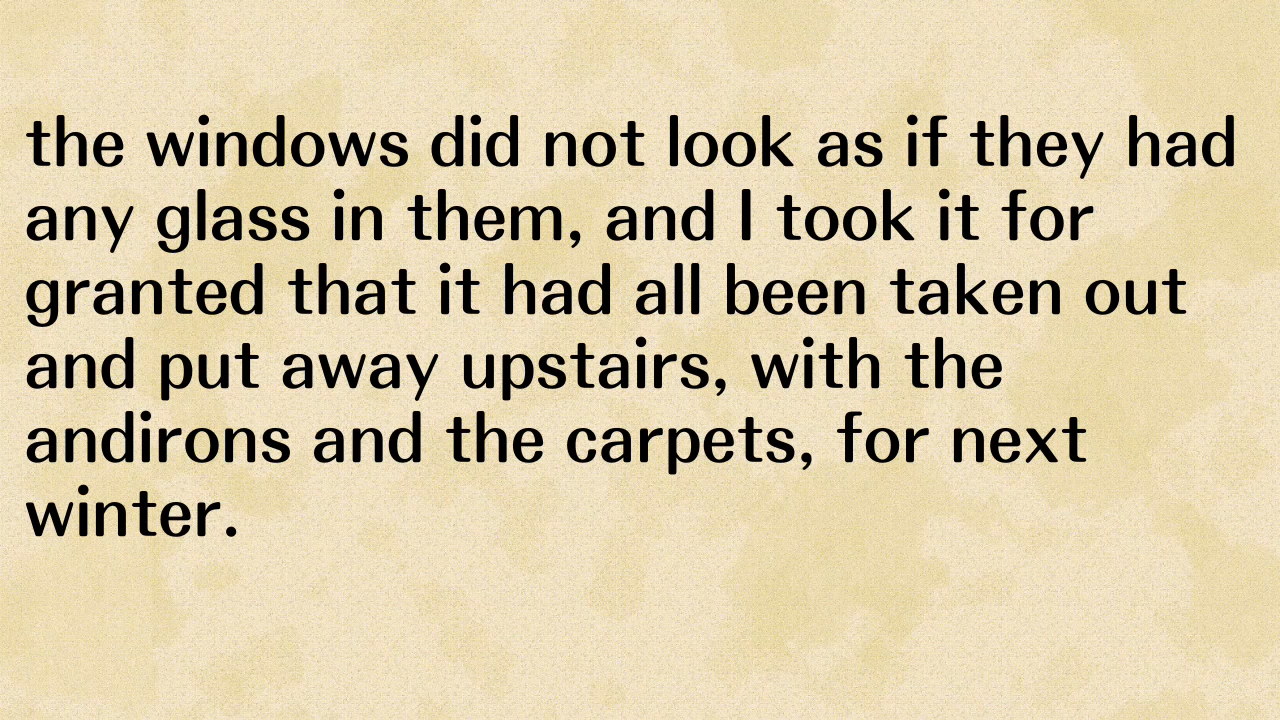 the windows did not look as if they had
any glass in them, and I took it for
granted that it had all been taken out
and put away upstairs, with the
andirons and the carpets, for next
winter.